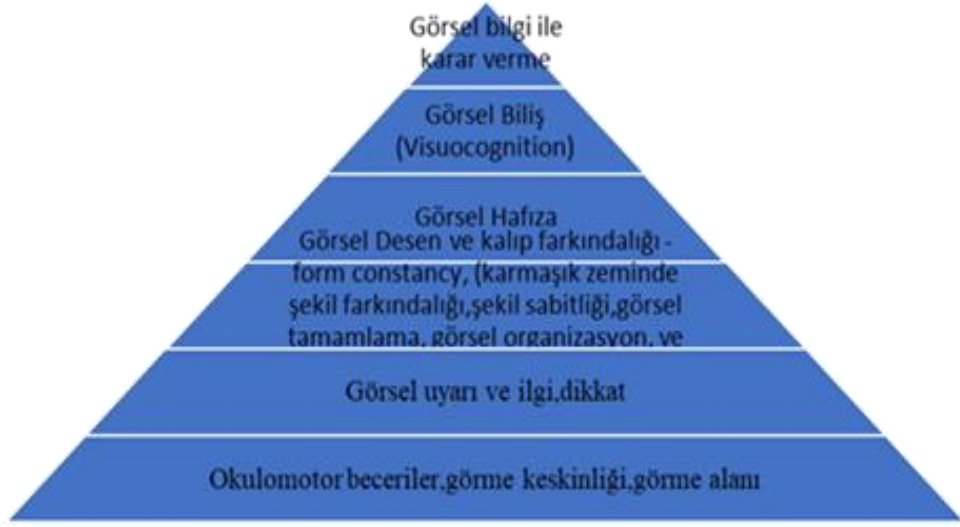 Görsel bilgi ile
karar verme
Görsel Biliş
(Visuocognition)
Görsel Hafıza
Görsel Desen ve kalıp farkındalığı -
form constancy, (karmaşık zeminde
şekil farkındalığı,şekil sabitliği,görsel
tamamlama, görsel organizasyon, ve
Görsel uyarı ve ilgi,dikkat
Okulomotor beceriler,görme keskinliği,görme alanı